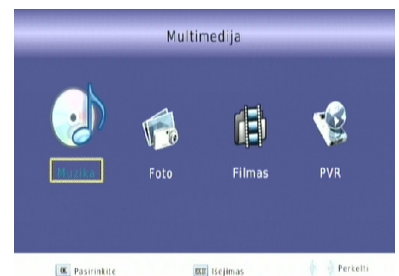 Multimedija
Muzika Foto Filmas PVR
OK Pasirinkite EXIT Išėjimas Perkelti